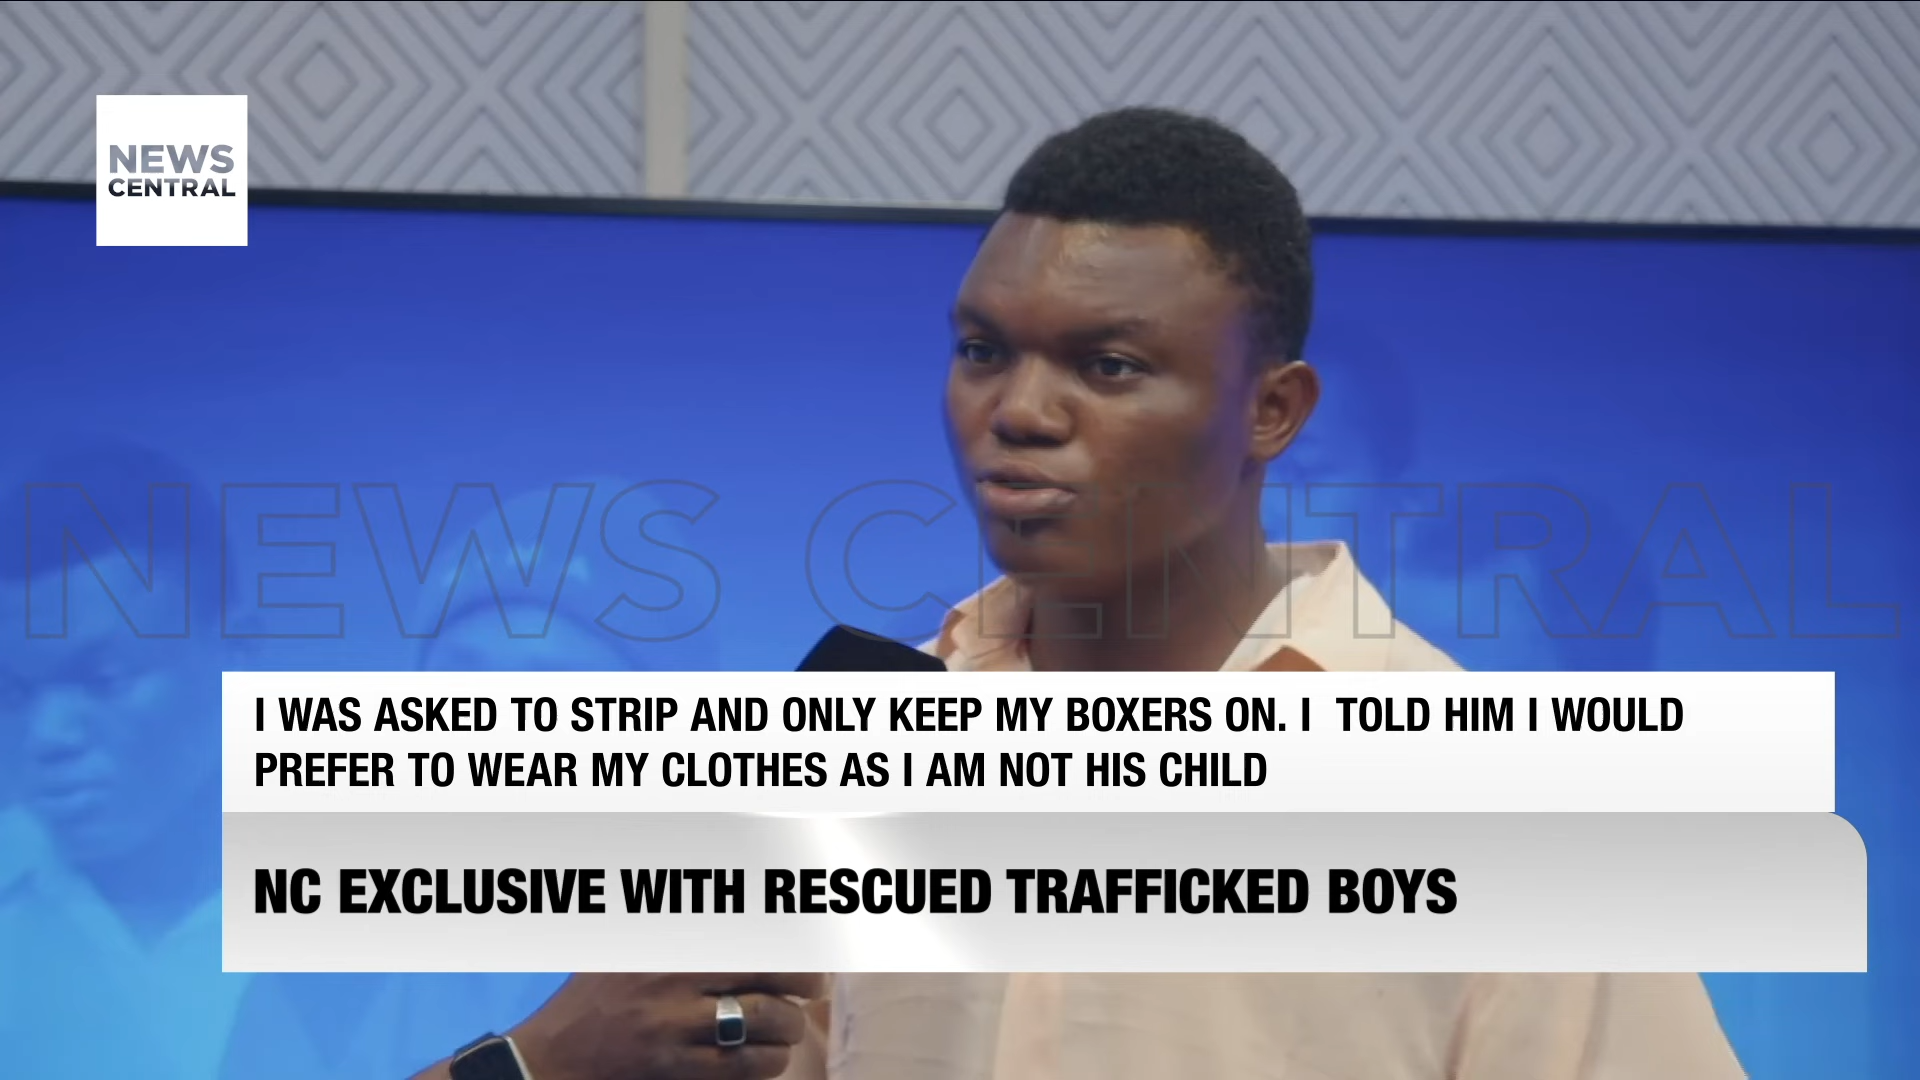 NEWS
CENTRAL
NEWS CENTRAL
I WAS ASKED TO STRIP AND ONLY KEEP MY BOXERS ON. I TOLD HIM I WOULD
PREFER TO WEAR MY CLOTHES AS I AM NOT HIS CHILD
NC EXCLUSIVE WITH RESCUED TRAFFICKED BOYS